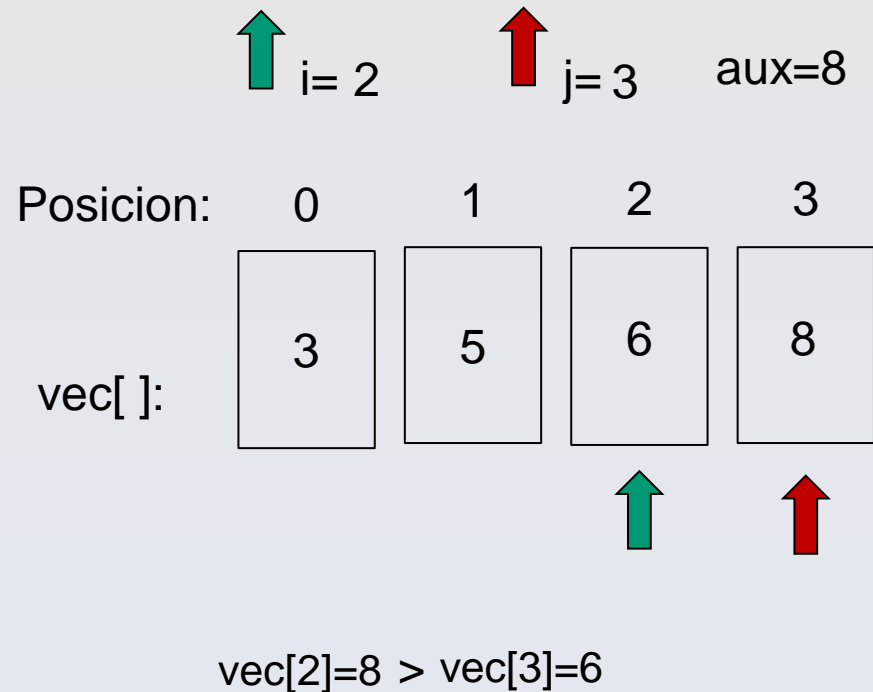 i= 2 j= 3 aux=8
Posicion: 0 1 2 3
3 5 6 8
vec[ ]:
vec[2]=8 > vec[3]=6